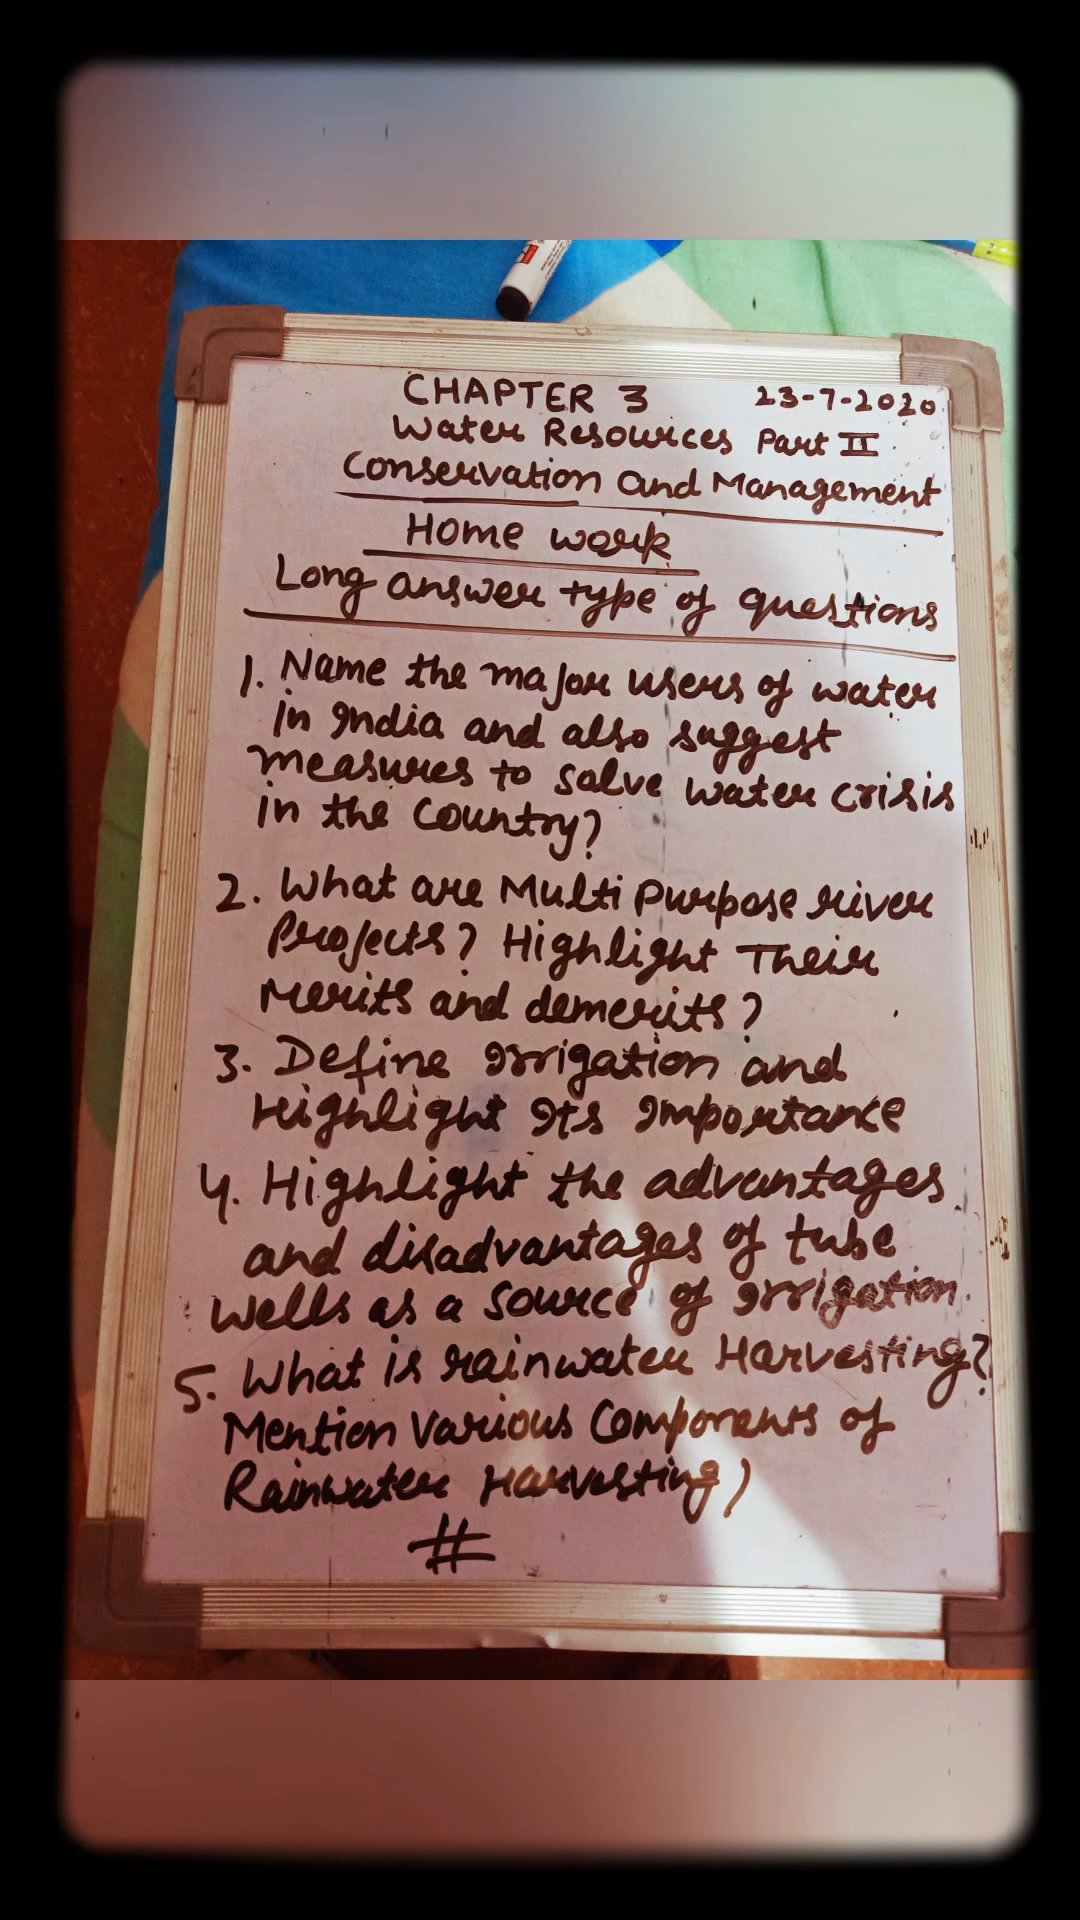 CHAPTER 3 23-7-2020
Water Resources Part II
Conservation and Management
Home work
Long answer type of questions
1. Name the major users of water
in India and also suggest
measures to solve water crisis
in the country?
2. What are Multi purpose river
Projects? Highlight Their
Merits and demerits?
3. Define Irrigation and
Highlight Its Importance
4. Highlight the advantages
and disadvantages of tube
wells as a source of irrigation.
5. What is rainwater Harvesting?
Mention Various Components of
Rainwater Harvesting)
#